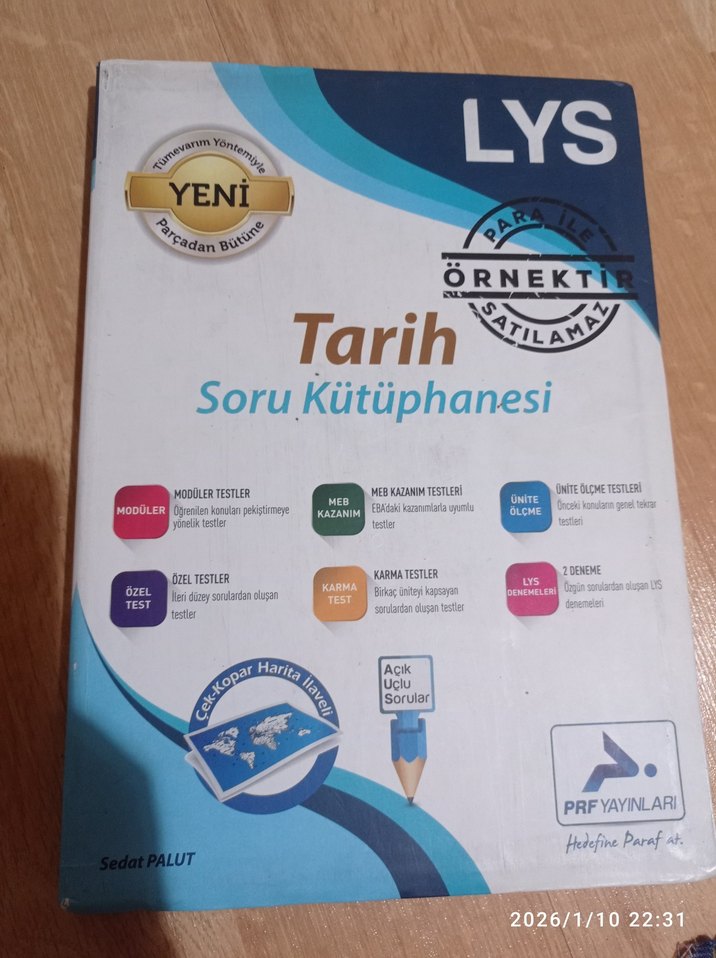 LYS
Tümevarım Yöntemiyle
YENİ
Parçadan Bütüne
PARA İLE
ÖRNEKTİR
SATILAMAZ
Tarih
Soru Kütüphanesi
MODÜLER
MODÜLER TESTLER
Öğrenilen konuları pekiştirmeye
yönelik testler
MEB
KAZANIM
MEB KAZANIM TESTLERİ
EBA'daki kazanımlarla uyumlu
testler
ÜNİTE
ÖLÇME
ÜNİTE ÖLÇME TESTLERİ
Önceki konuların genel tekrar
testleri
ÖZEL
TEST
ÖZEL TESTLER
İleri düzey sorulardan oluşan
testler
KARMA
TEST
KARMA TESTLER
Birkaç üniteyi kapsayan
sorulardan oluşan testler
LYS
DENEMELERİ
2 DENEME
Özgün sorulardan oluşan LYS
denemeleri
Çek-Kopar Harita İlaveli
Açık
Uçlu
Sorular
PRF YAYINLARI
Hedefine Paraf at.
Sedat PALUT
2026/1/10 22:31